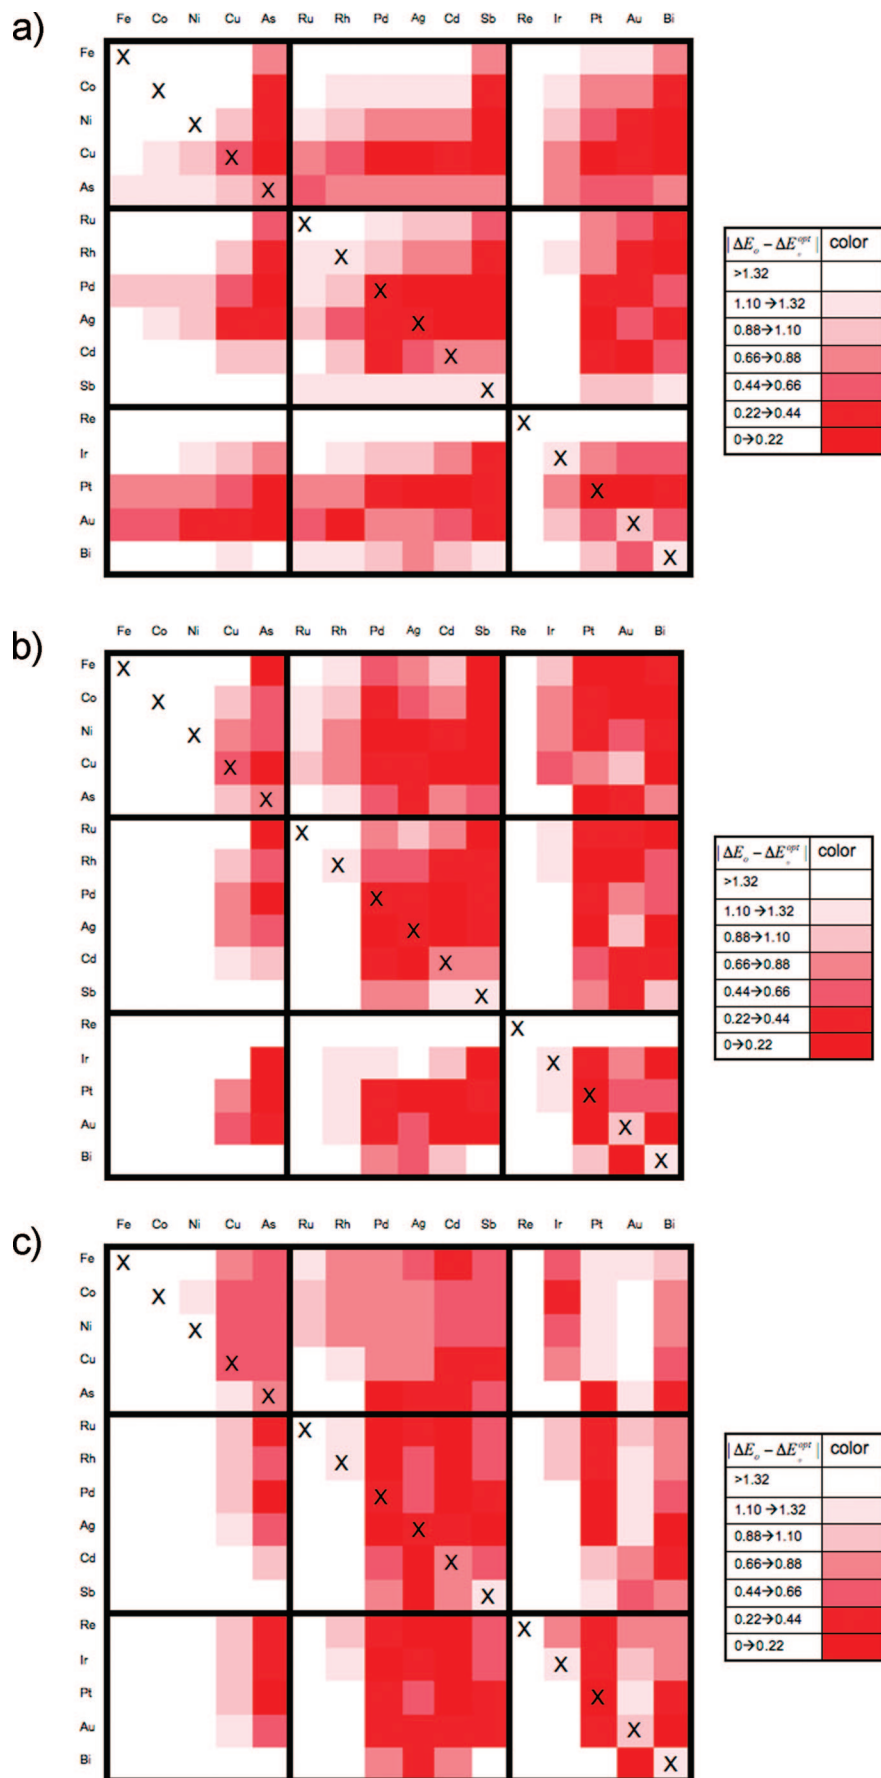 a)
Fe Co Ni Cu As Ru Rh Pd Ag Cd Sb Re Ir Pt Au Bi
Fe X
Co X
Ni X
Cu X
As X
Ru X
Rh X
Pd X
Ag X
Cd X
Sb X
Re X
Ir X
Pt X
Au X
Bi X
|ΔE_o − ΔE_o^opt| color
>1.32
1.10→1.32
0.88→1.10
0.66→0.88
0.44→0.66
0.22→0.44
0→0.22
b)
Fe Co Ni Cu As Ru Rh Pd Ag Cd Sb Re Ir Pt Au Bi
Fe X
Co X
Ni X
Cu X
As X
Ru X
Rh X
Pd X
Ag X
Cd X
Sb X
Re X
Ir X
Pt X
Au X
Bi X
|ΔE_o − ΔE_o^opt| color
>1.32
1.10→1.32
0.88→1.10
0.66→0.88
0.44→0.66
0.22→0.44
0→0.22
c)
Fe Co Ni Cu As Ru Rh Pd Ag Cd Sb Re Ir Pt Au Bi
Fe X
Co X
Ni X
Cu X
As X
Ru X
Rh X
Pd X
Ag X
Cd X
Sb X
Re X
Ir X
Pt X
Au X
Bi X
|ΔE_o − ΔE_o^opt| color
>1.32
1.10→1.32
0.88→1.10
0.66→0.88
0.44→0.66
0.22→0.44
0→0.22